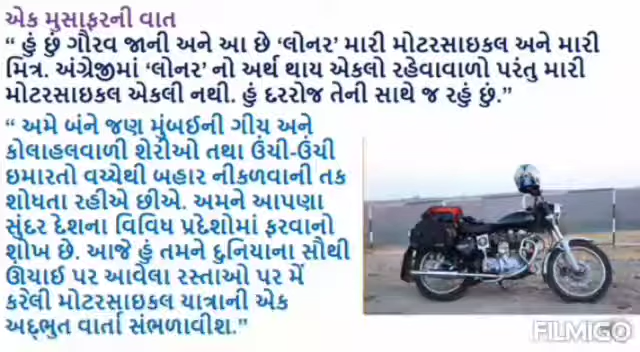 એક મુસાફરની વાત
“ હું છું ગૌરવ જાની અને આ છે ‘લોનર’ મારી મોટરસાઇકલ અને મારી
મિત્ર. અંગ્રેજીમાં ‘લોનર’ નો અર્થ થાય એકલો રહેવાવાળો પરંતુ મારી
મોટરસાઇકલ એકલી નથી. હું દરરોજ તેની સાથે જ રહું છું.”
“ અમે બંને જણ મુંબઈની ગીચ અને
કોલાહલવાળી શેરીઓ તથા ઉંચી-ઉંચી
ઇમારતો વચ્ચેથી બહાર નીકળવાની તક
શોધતા રહીએ છીએ. અમને આપણા
સુંદર દેશના વિવિધ પ્રદેશોમાં ફરવાનો
શોખ છે. આજે હું તમને દુનિયાના સૌથી
ઊંચાઈ પર આવેલા રસ્તાઓ પર મેં
કરેલી મોટરસાઇકલ યાત્રાની એક
અદ્ભુત વાર્તા સંભળાવીશ.”
FILMIGO